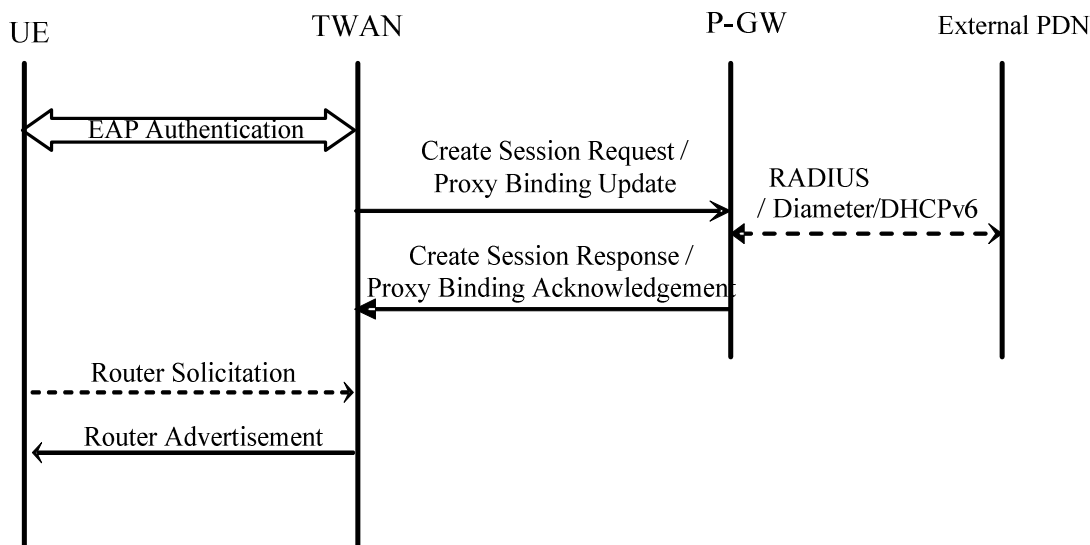 UE
TWAN
P-GW
External PDN
EAP Authentication
Create Session Request /
Proxy Binding Update
RADIUS
/ Diameter/DHCPv6
Create Session Response /
Proxy Binding Acknowledgement
Router Solicitation
Router Advertisement